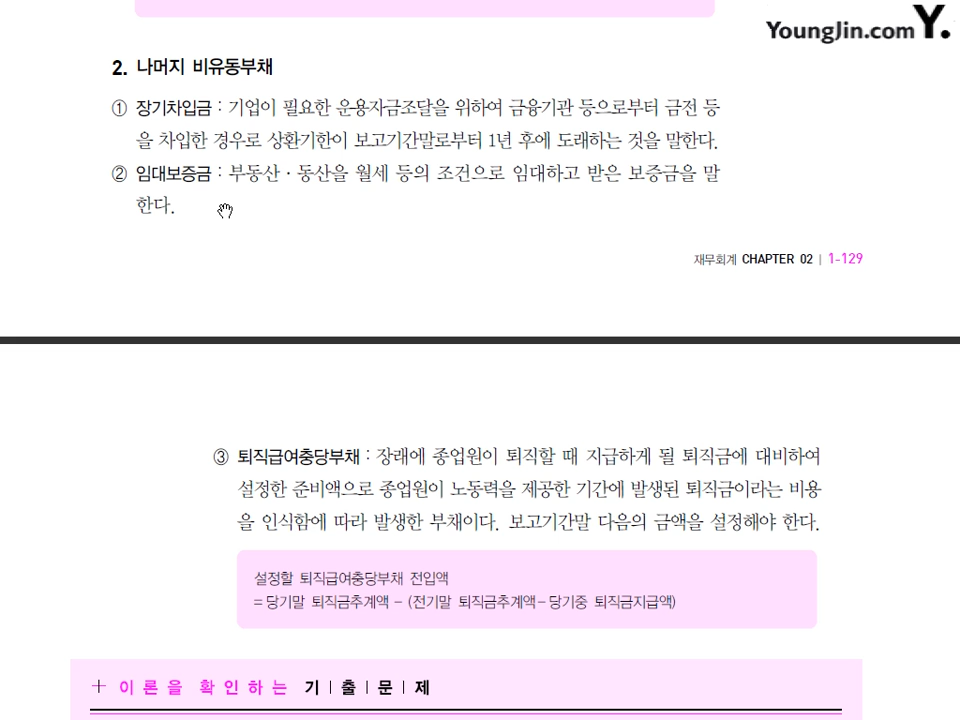 YoungJin.com Y.
2. 나머지 비유동부채
① 장기차입금 : 기업이 필요한 운용자금조달을 위하여 금융기관 등으로부터 금전 등
을 차입한 경우로 상환기한이 보고기간말로부터 1년 후에 도래하는 것을 말한다.
② 임대보증금 : 부동산 · 동산을 월세 등의 조건으로 임대하고 받은 보증금을 말
한다.
재무회계 CHAPTER 02 | 1-129
③ 퇴직급여충당부채 : 장래에 종업원이 퇴직할 때 지급하게 될 퇴직금에 대비하여
설정한 준비액으로 종업원이 노동력을 제공한 기간에 발생된 퇴직금이라는 비용
을 인식함에 따라 발생한 부채이다. 보고기간말 다음의 금액을 설정해야 한다.
설정할 퇴직급여충당부채 전입액
= 당기말 퇴직금추계액 - (전기말 퇴직금추계액-당기중 퇴직금지급액)
+ 이론을 확인하는 기 | 출 | 문 | 제